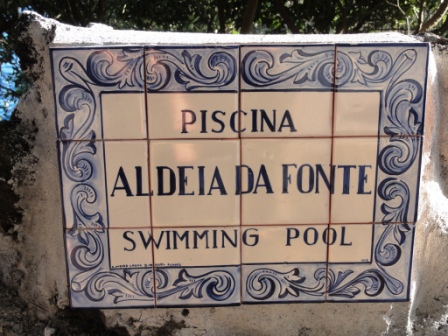 PISCINA
ALDEIA DA FONTE
SWIMMING POOL